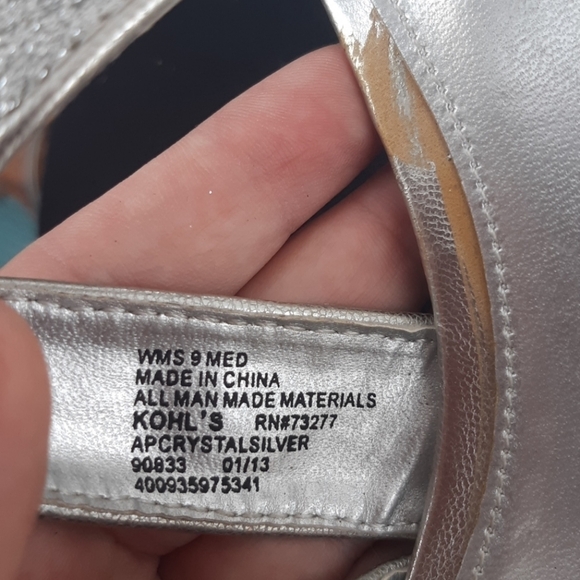 WMS 9 MED
MADE IN CHINA
ALL MAN MADE MATERIALS
KOHL'S RN#73277
APCRYSTALSILVER
90833 01/13
400935975341